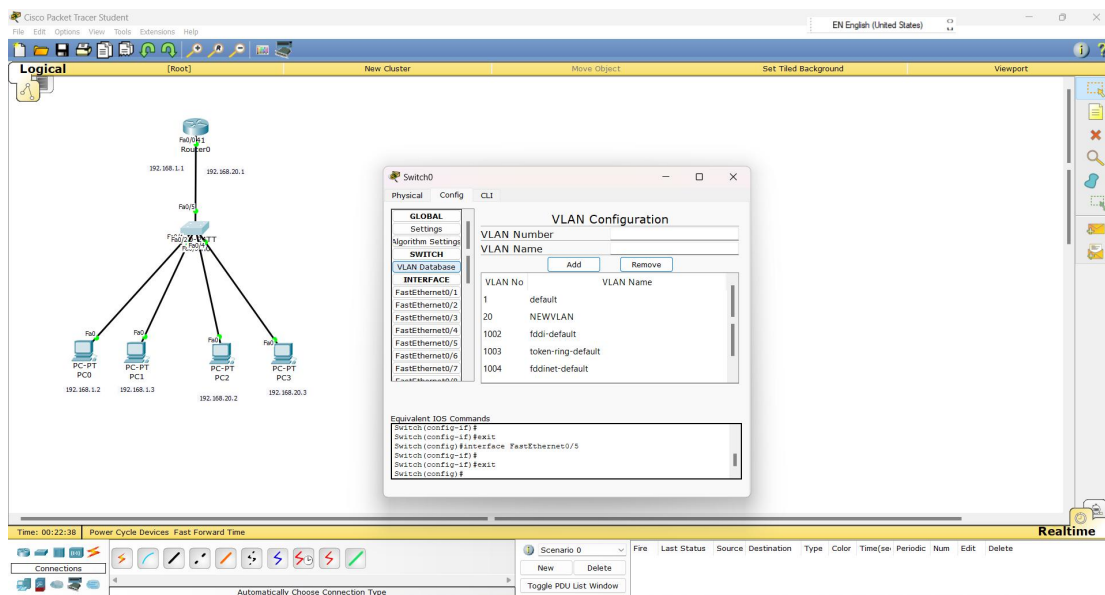 Cisco Packet Tracer Student
EN English (United States)
File Edit Options View Tools Extensions Help
Logical
[Root]
New Cluster
Move Object
Set Tiled Background
Viewport
Router0
192.168.1.1
192.168.20.1
Fa0/5
Fa0
Fa0
Fa0
PC-PT
PC0
PC-PT
PC1
PC-PT
PC2
PC-PT
PC3
192.168.1.2
192.168.1.3
192.168.20.2
192.168.20.3
Switch0
Physical Config CLI
GLOBAL
Settings
Algorithm Settings
SWITCH
VLAN Database
INTERFACE
FastEthernet0/1
FastEthernet0/2
FastEthernet0/3
FastEthernet0/4
FastEthernet0/5
FastEthernet0/6
FastEthernet0/7
VLAN Configuration
VLAN Number
VLAN Name
Add Remove
VLAN No VLAN Name
1 default
20 NEWVLAN
1002 fddi-default
1003 token-ring-default
1004 fddinet-default
Equivalent IOS Commands
Switch(config-if)#
Switch(config-if)#exit
Switch(config)#interface FastEthernet0/5
Switch(config-if)#
Switch(config-if)#exit
Switch(config)#
Time: 00:22:38 Power Cycle Devices Fast Forward Time
Realtime
Connections
Automatically Choose Connection Type
Scenario 0
New Delete
Toggle PDU List Window
Fire Last Status Source Destination Type Color Time(se Periodic Num Edit Delete